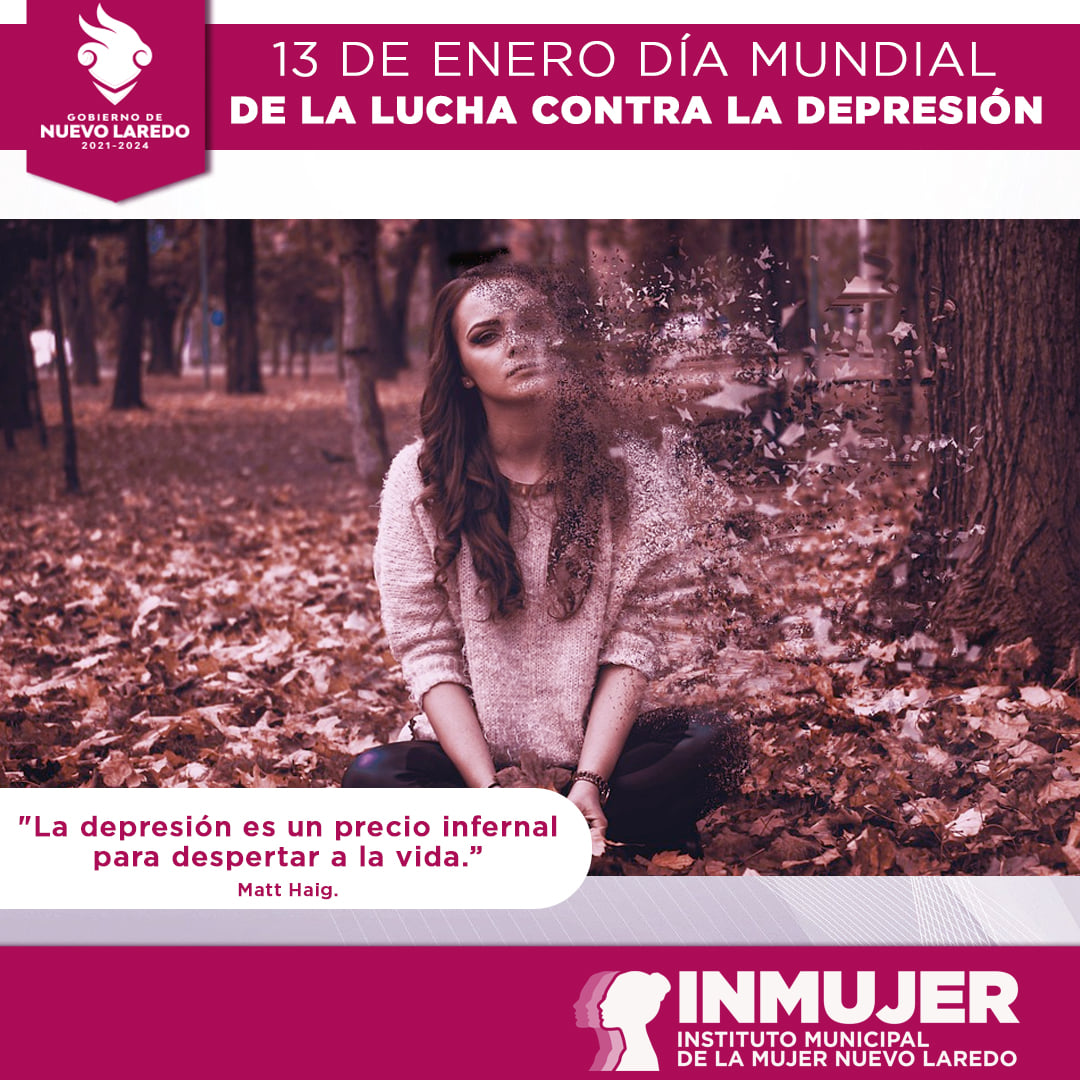 GOBIERNO DE
NUEVO LAREDO
2021-2024
13 DE ENERO DÍA MUNDIAL
DE LA LUCHA CONTRA LA DEPRESIÓN
"La depresión es un precio infernal
para despertar a la vida.”
Matt Haig.
INMUJER
INSTITUTO MUNICIPAL
DE LA MUJER NUEVO LAREDO